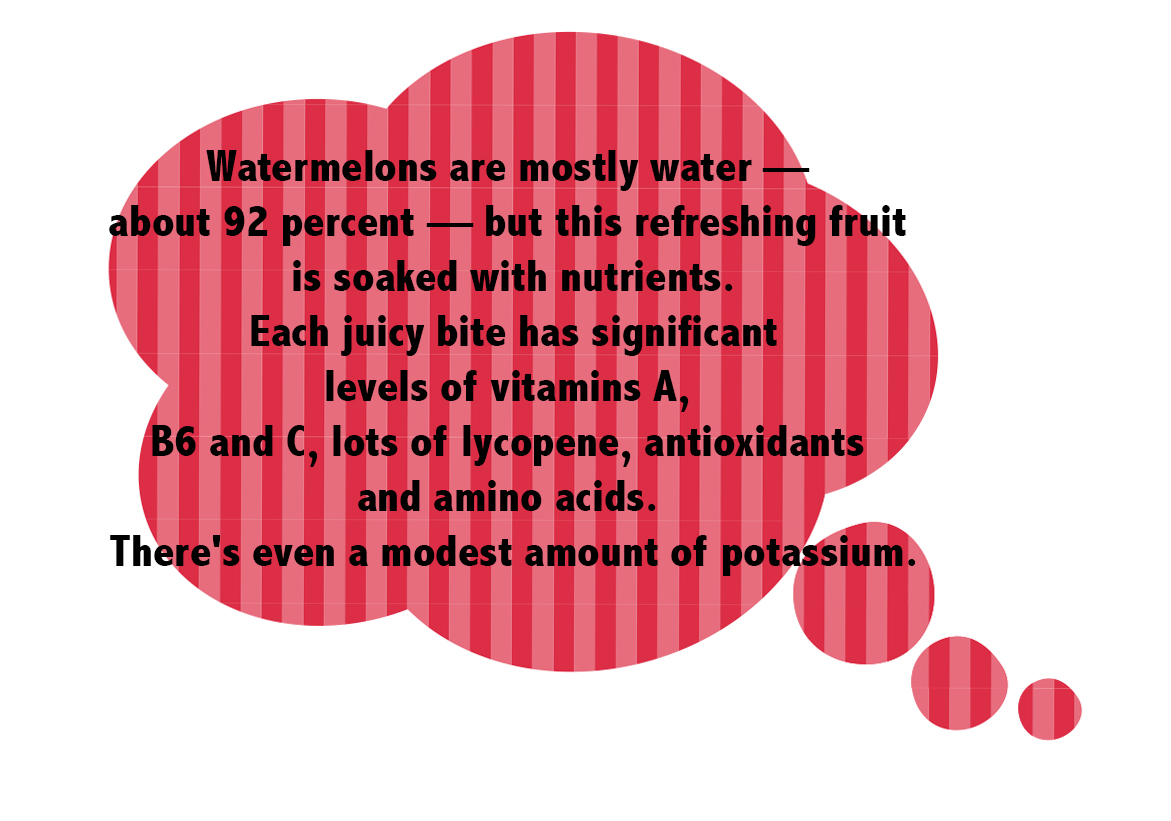 Watermelons are mostly water —
about 92 percent — but this refreshing fruit
is soaked with nutrients.
Each juicy bite has significant
levels of vitamins A,
B6 and C, lots of lycopene, antioxidants
and amino acids.
There's even a modest amount of potassium.